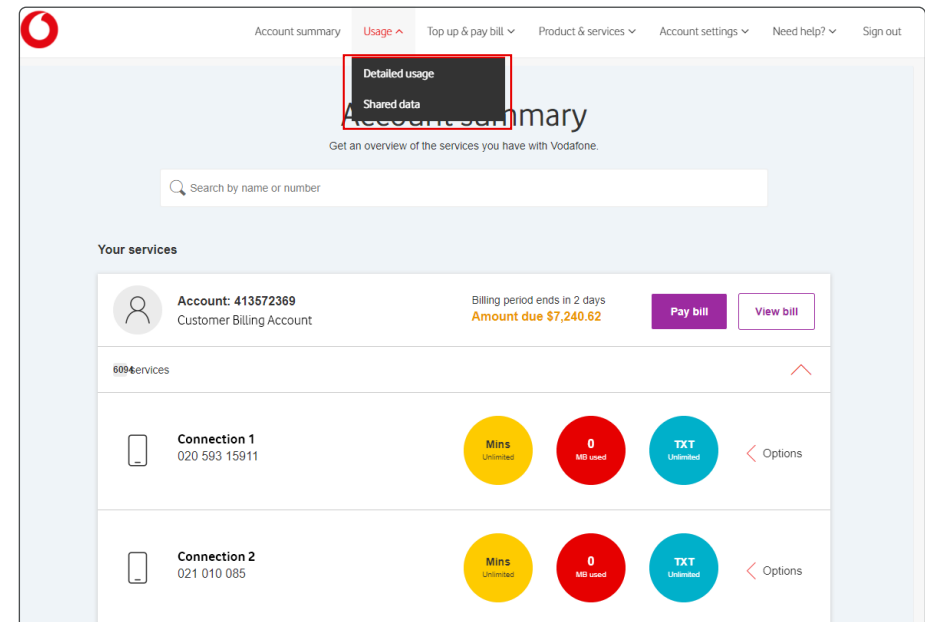 Account summary Usage Top up & pay bill Product & services Account settings Need help? Sign out
Detailed usage
Shared data
Account summary
Get an overview of the services you have with Vodafone.
Search by name or number
Your services
Account: 413572369
Customer Billing Account
Billing period ends in 2 days
Amount due $7,240.62
Pay bill
View bill
6094 services
Connection 1
020 593 15911
Mins
Unlimited
0
MB used
TXT
Unlimited
Options
Connection 2
021 010 085
Mins
Unlimited
0
MB used
TXT
Unlimited
Options